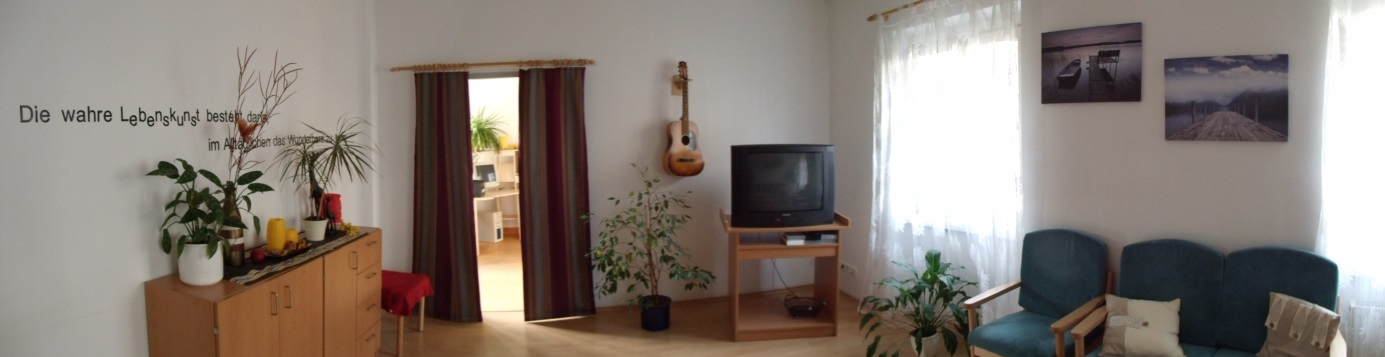 Die wahre Lebenskunst besteht darin,
im Alltäglichen das Wunderbare zu